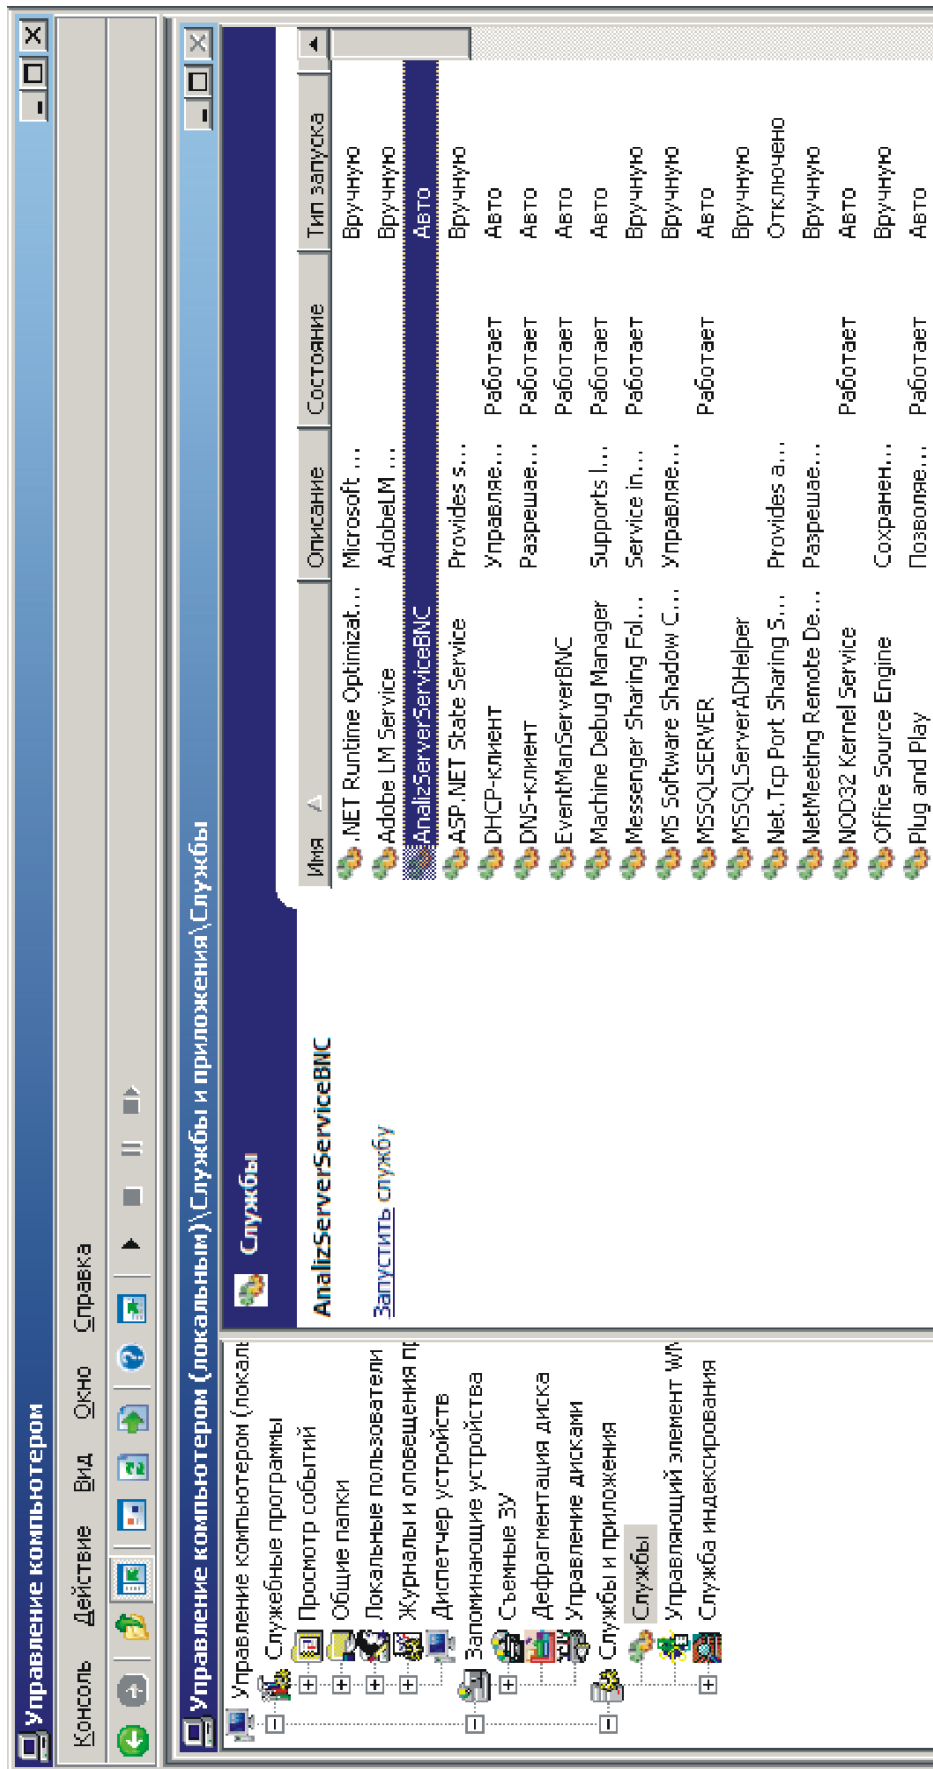 Управление компьютером
Консоль Действие Вид Окно Справка
Управление компьютером (локальным)\Службы и приложения\Службы
Управление компьютером (локаль
Служебные программы
Просмотр событий
Общие папки
Локальные пользователи
Журналы и оповещения пр
Диспетчер устройств
Запоминающие устройства
Съемные ЗУ
Дефрагментация диска
Управление дисками
Службы и приложения
Службы
Управляющий элемент WM
Служба индексирования
Службы
AnalizServerServiceBNC
Запустить службу
Имя Описание Состояние Тип запуска
.NET Runtime Optimizat... Microsoft ... Вручную
Adobe LM Service AdobeLM ... Вручную
AnalizServerServiceBNC Авто
ASP.NET State Service Provides s... Вручную
DHCP-клиент Управляе... Работает Авто
DNS-клиент Разрешае... Работает Авто
EventManServerBNC Работает Авто
Machine Debug Manager Supports l... Работает Авто
Messenger Sharing Fol... Service in... Работает Вручную
MS Software Shadow C... Управляе... Вручную
MSSQLSERVER Работает Авто
MSSQLServerADHelper Вручную
Net.Tcp Port Sharing S... Provides a... Отключено
NetMeeting Remote De... Разрешае... Вручную
NOD32 Kernel Service Работает Авто
Office Source Engine Сохранен... Вручную
Plug and Play Позволяе... Работает Авто